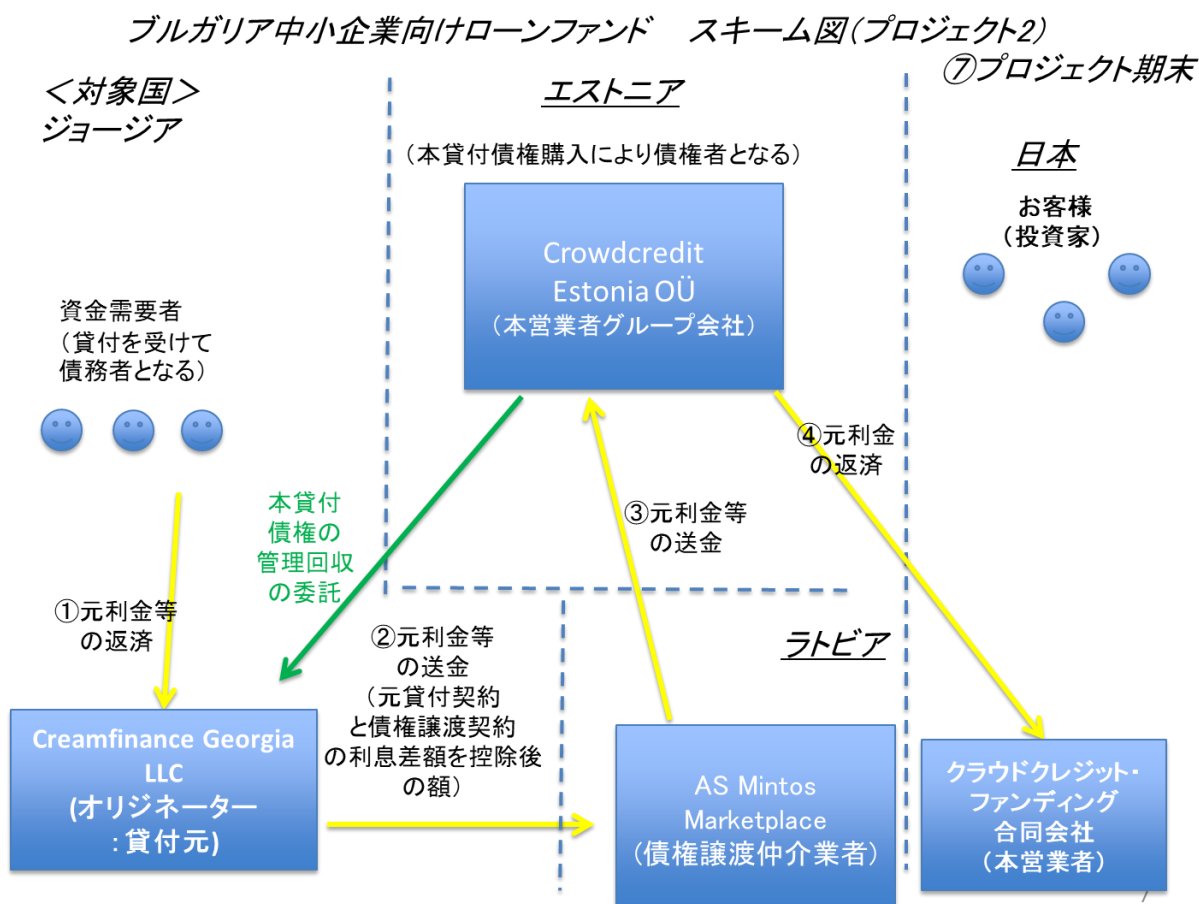 ブルガリア中小企業向けローンファンド　スキーム図(プロジェクト2)
⑦プロジェクト期末
＜対象国＞
ジョージア
エストニア
(本貸付債権購入により債権者となる)
日本
お客様
(投資家)
Crowdcredit
Estonia OÜ
(本営業者グループ会社)
資金需要者
(貸付を受けて
債務者となる)
④元利金
の返済
本貸付
債権の
管理回収
の委託
③元利金等
の送金
①元利金等
の返済
②元利金等
の送金
(元貸付契約
と債権譲渡契約
の利息差額を控除後
の額)
ラトビア
Creamfinance Georgia
LLC
(オリジネーター
:貸付元)
AS Mintos
Marketplace
(債権譲渡仲介業者)
クラウドクレジット・
ファンディング
合同会社
(本営業者)